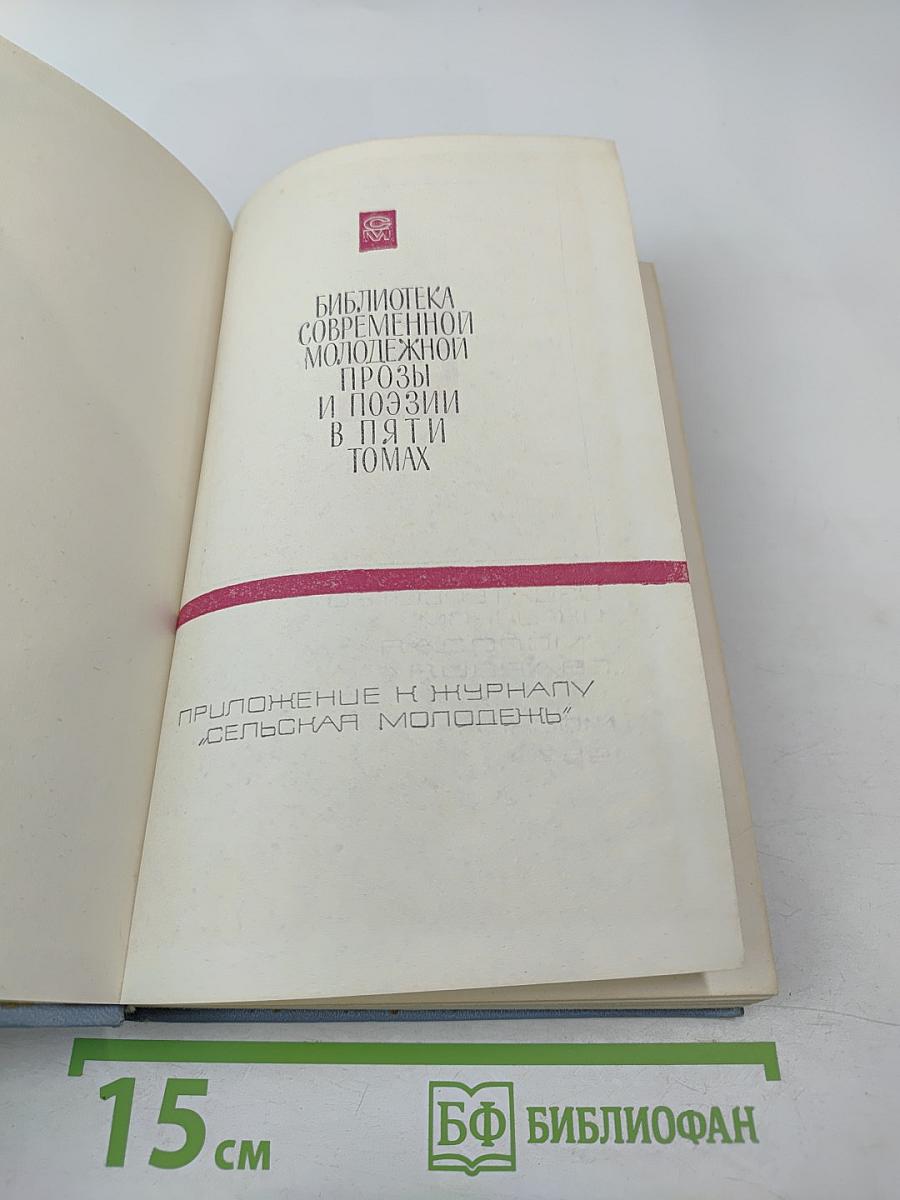 СМ
БИБЛИОТЕКА
СОВРЕМЕННОЙ
МОЛОДЕЖНОЙ
ПРОЗЫ
И ПОЭЗИИ
В ПЯТИ
ТОМАХ
ПРИЛОЖЕНИЕ К ЖУРНАЛУ
„СЕЛЬСКАЯ МОЛОДЕЖЬ"
15 см
БФ БИБЛИОФАН